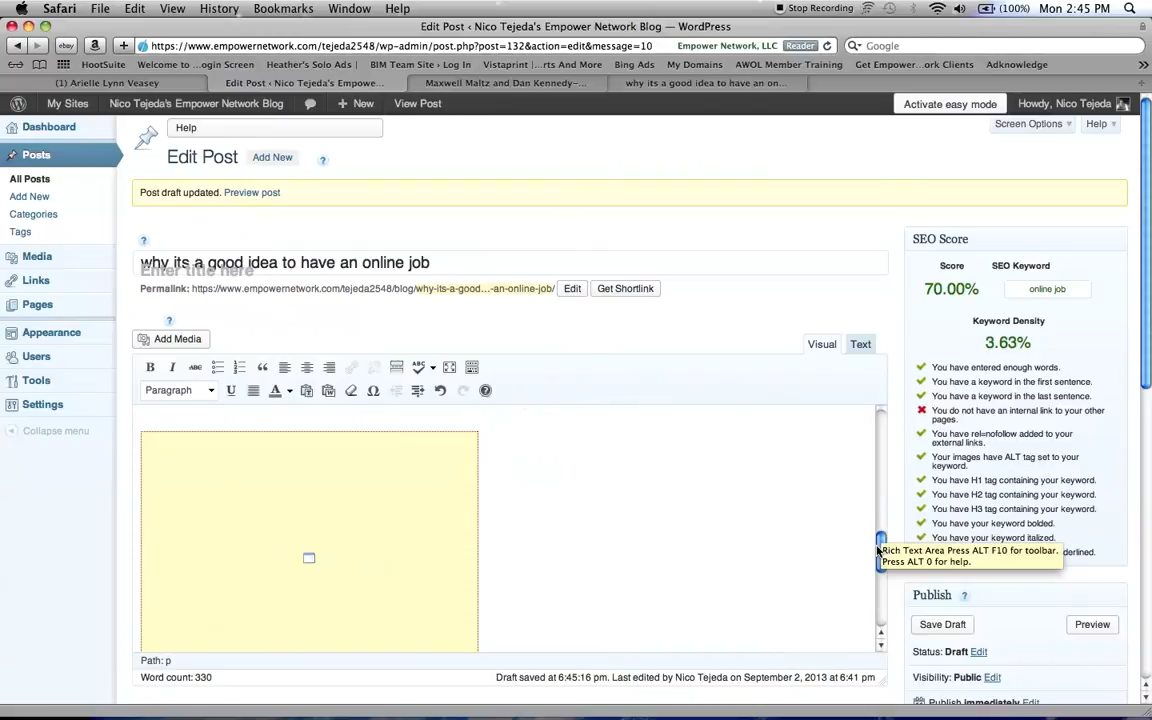 Safari File Edit View History Bookmarks Window Help Stop Recording (100%) Mon 2:45 PM
Edit Post ‹ Nico Tejeda's Empower Network Blog — WordPress
ebay a https://www.empowernetwork.com/tejeda2548/wp-admin/post.php?post=132&action=edit&message=10 Empower Network, LLC Reader Google
HootSuite Welcome to ...ogin Screen Heather's Solo Ads | BIM Team Site › Log In Vistaprint |...rts And More Bing Ads My Domains AWOL Member Training Get Empower...ork Clients Adknowledge
(1) Arielle Lynn Veasey Edit Post ‹ Nico Tejeda's Empowe... Maxwell Maltz and Dan Kennedy-... why its a good idea to have an onlin...
My Sites Nico Tejeda's Empower Network Blog + New View Post Activate easy mode Howdy, Nico Tejeda
Dashboard
Posts
All Posts
Add New
Categories
Tags
Media
Links
Pages
Appearance
Users
Tools
Settings
Collapse menu
Help
Screen Options Help
Edit Post Add New ?
Post draft updated. Preview post
?
why its a good idea to have an online job
Enter title here
Permalink: https://www.empowernetwork.com/tejeda2548/blog/why-its-a-good...-an-online-job/ Edit Get Shortlink
?
Add Media
Visual Text
B I ABC ABC
Paragraph U A Ω ?
Path: p
Word count: 330 Draft saved at 6:45:16 pm. Last edited by Nico Tejeda on September 2, 2013 at 6:41 pm
SEO Score
Score SEO Keyword
70.00% online job
Keyword Density
3.63%
You have entered enough words.
You have a keyword in the first sentence.
You have a keyword in the last sentence.
You do not have an internal link to your other
pages.
You have rel=nofollow added to your
external links.
Your images have ALT tag set to your
keyword.
You have H1 tag containing your keyword.
You have H2 tag containing your keyword.
You have H3 tag containing your keyword.
You have your keyword bolded.
You have your keyword italized.
derlined.
Rich Text Area Press ALT F10 for toolbar.
Press ALT 0 for help.
Publish ?
Save Draft Preview
Status: Draft Edit
Visibility: Public Edit
Publish immediately Edit